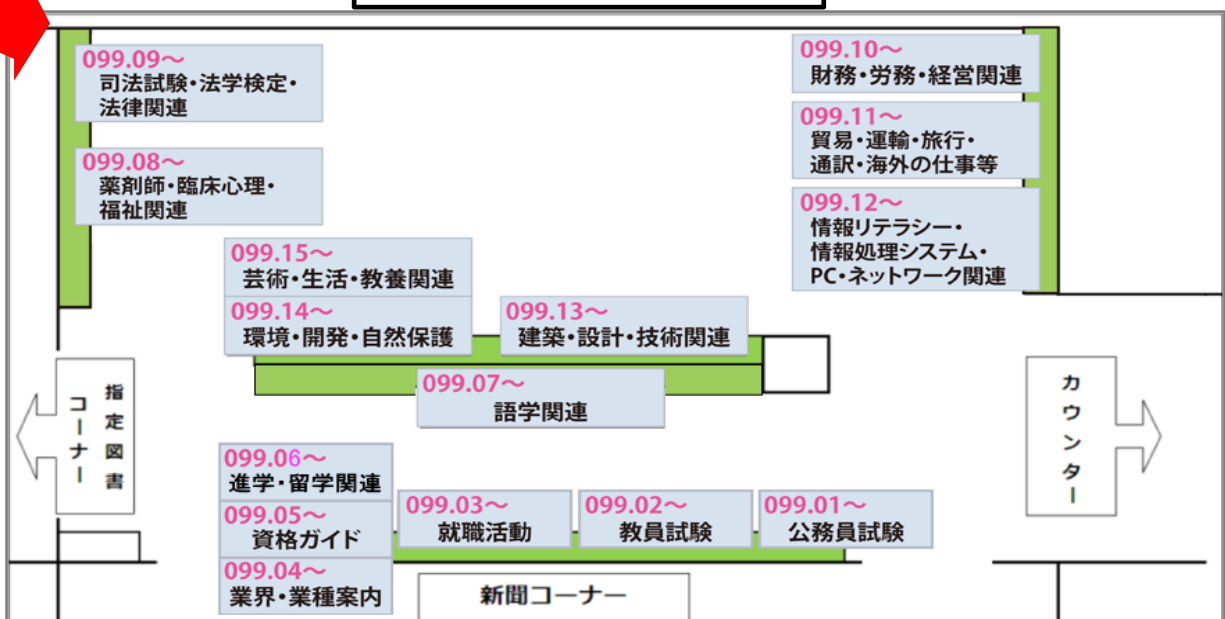 099.09～
司法試験・法学検定・
法律関連
099.08～
薬剤師・臨床心理・
福祉関連
099.10～
財務・労務・経営関連
099.11～
貿易・運輸・旅行・
通訳・海外の仕事等
099.12～
情報リテラシー・
情報処理システム・
PC・ネットワーク関連
099.15～
芸術・生活・教養関連
099.14～
環境・開発・自然保護
099.13～
建築・設計・技術関連
099.07～
語学関連
指定図書
コーナー
カウンター
099.06～
進学・留学関連
099.05～
資格ガイド
099.04～
業界・業種案内
099.03～
就職活動
099.02～
教員試験
099.01～
公務員試験
新聞コーナー